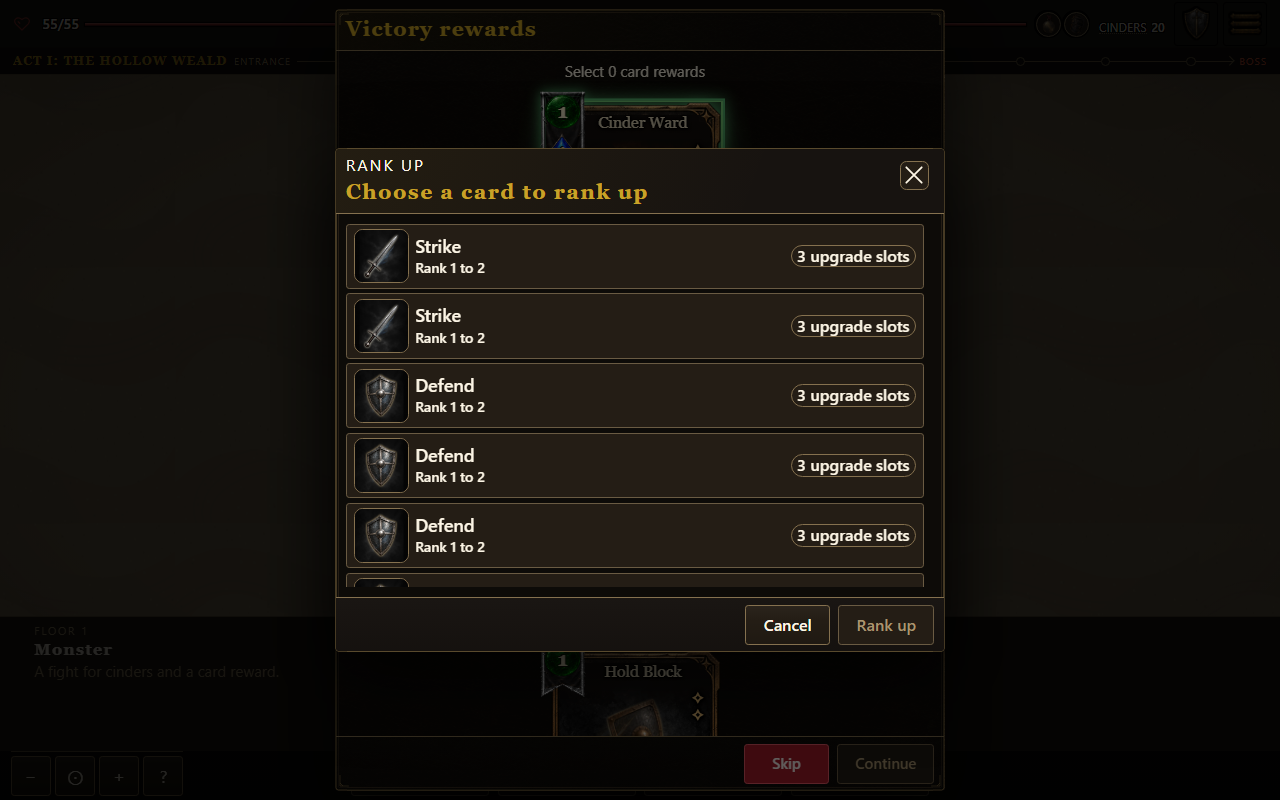 55/55
CINDERS 20
ACT I: THE HOLLOW WEALD ENTRANCE
BOSS
Victory rewards
Select 0 card rewards
1
Cinder Ward
RANK UP
Choose a card to rank up
Strike
Rank 1 to 2
3 upgrade slots
Strike
Rank 1 to 2
3 upgrade slots
Defend
Rank 1 to 2
3 upgrade slots
Defend
Rank 1 to 2
3 upgrade slots
Defend
Rank 1 to 2
3 upgrade slots
Cancel
Rank up
FLOOR 1
Monster
A fight for cinders and a card reward.
1
Hold Block
Skip
Continue
− + ?